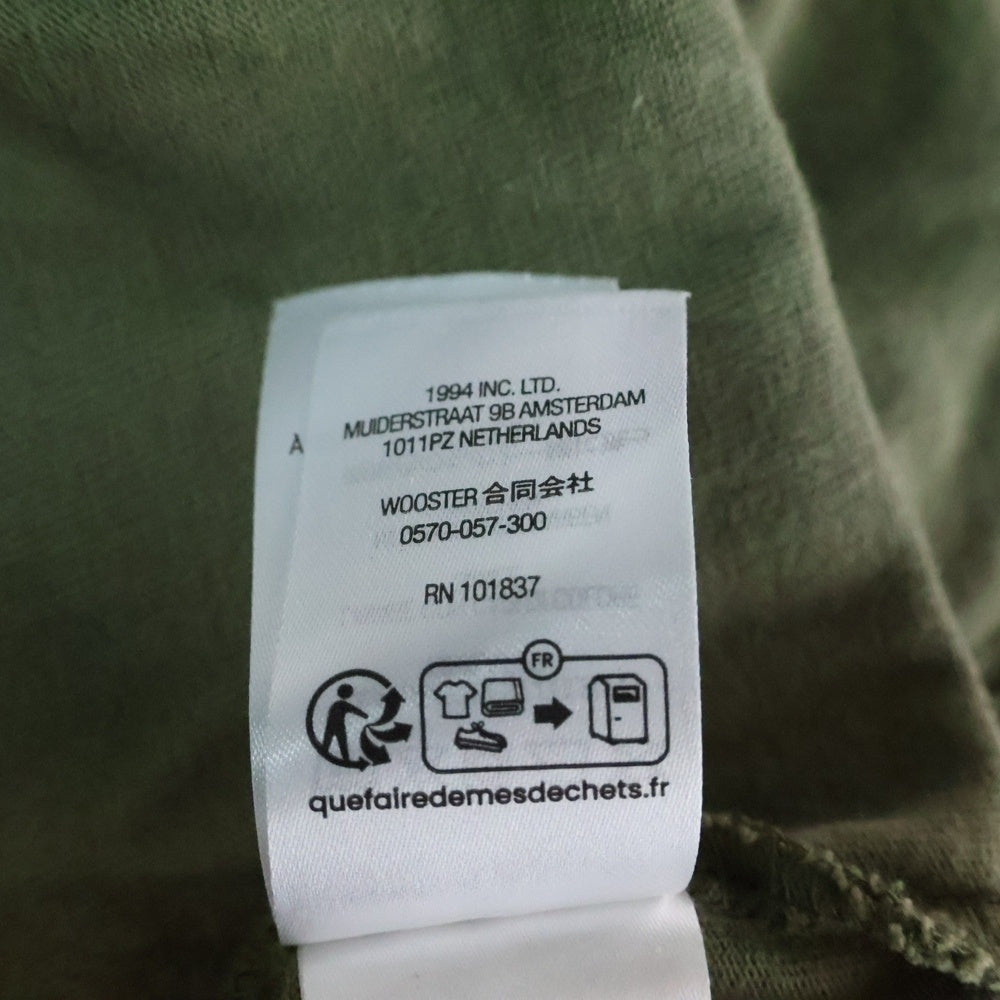 1994 INC. LTD.
MUIDERSTRAAT 9B AMSTERDAM
1011PZ NETHERLANDS
A
WOOSTER 合同会社
0570-057-300
RN 101837
FR
quefairedemesdechets.fr